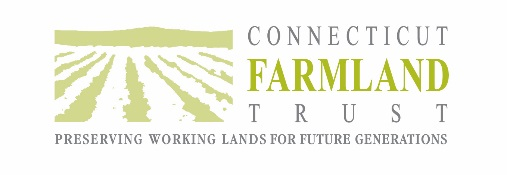 CONNECTICUT
FARMLAND
TRUST
PRESERVING WORKING LANDS FOR FUTURE GENERATIONS